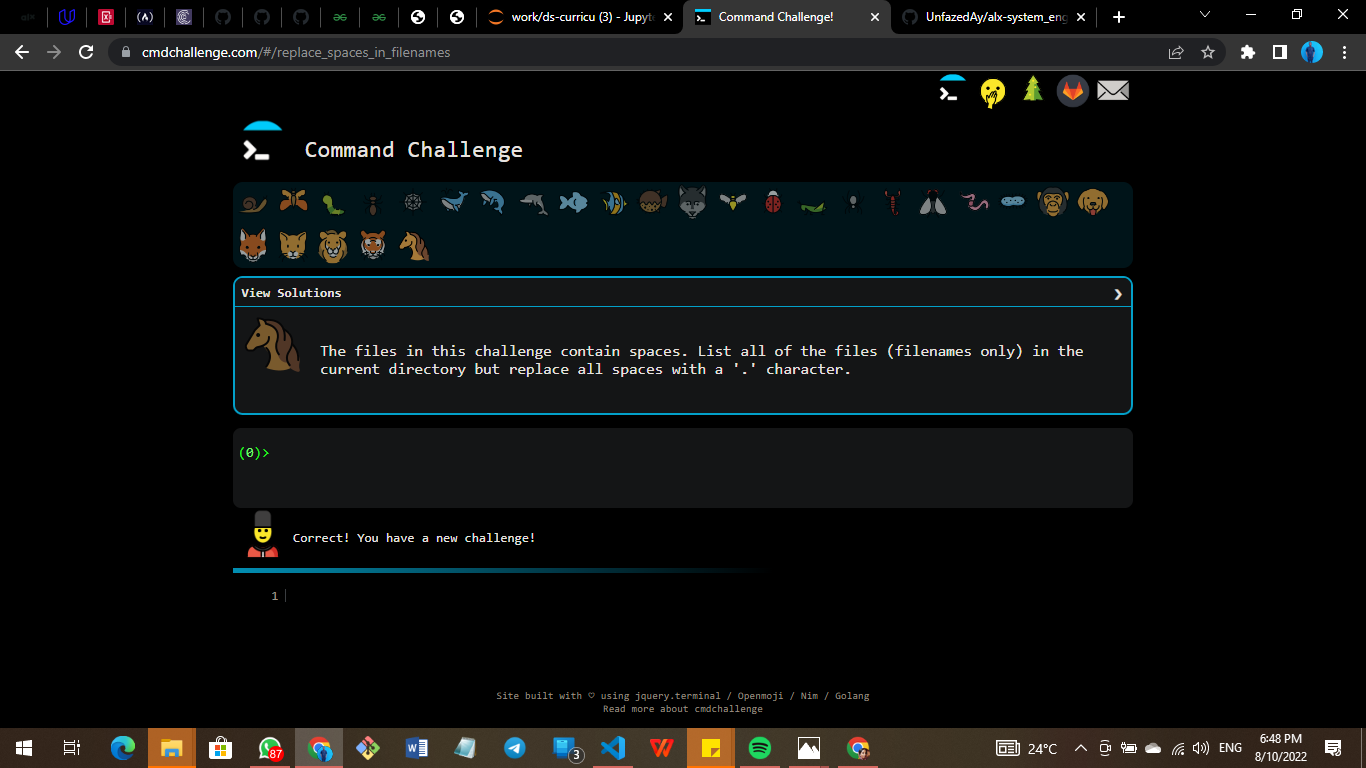 work/ds-curricu (3) - Jupyt
Command Challenge!
UnfazedAy/alx-system_eng
cmdchallenge.com/#/replace_spaces_in_filenames
Command Challenge
View Solutions
The files in this challenge contain spaces. List all of the files (filenames only) in the
current directory but replace all spaces with a '.' character.
(0)>
Correct! You have a new challenge!
1
Site built with ♡ using jquery.terminal / Openmoji / Nim / Golang
Read more about cmdchallenge
87
3
24°C
ENG
6:48 PM
8/10/2022